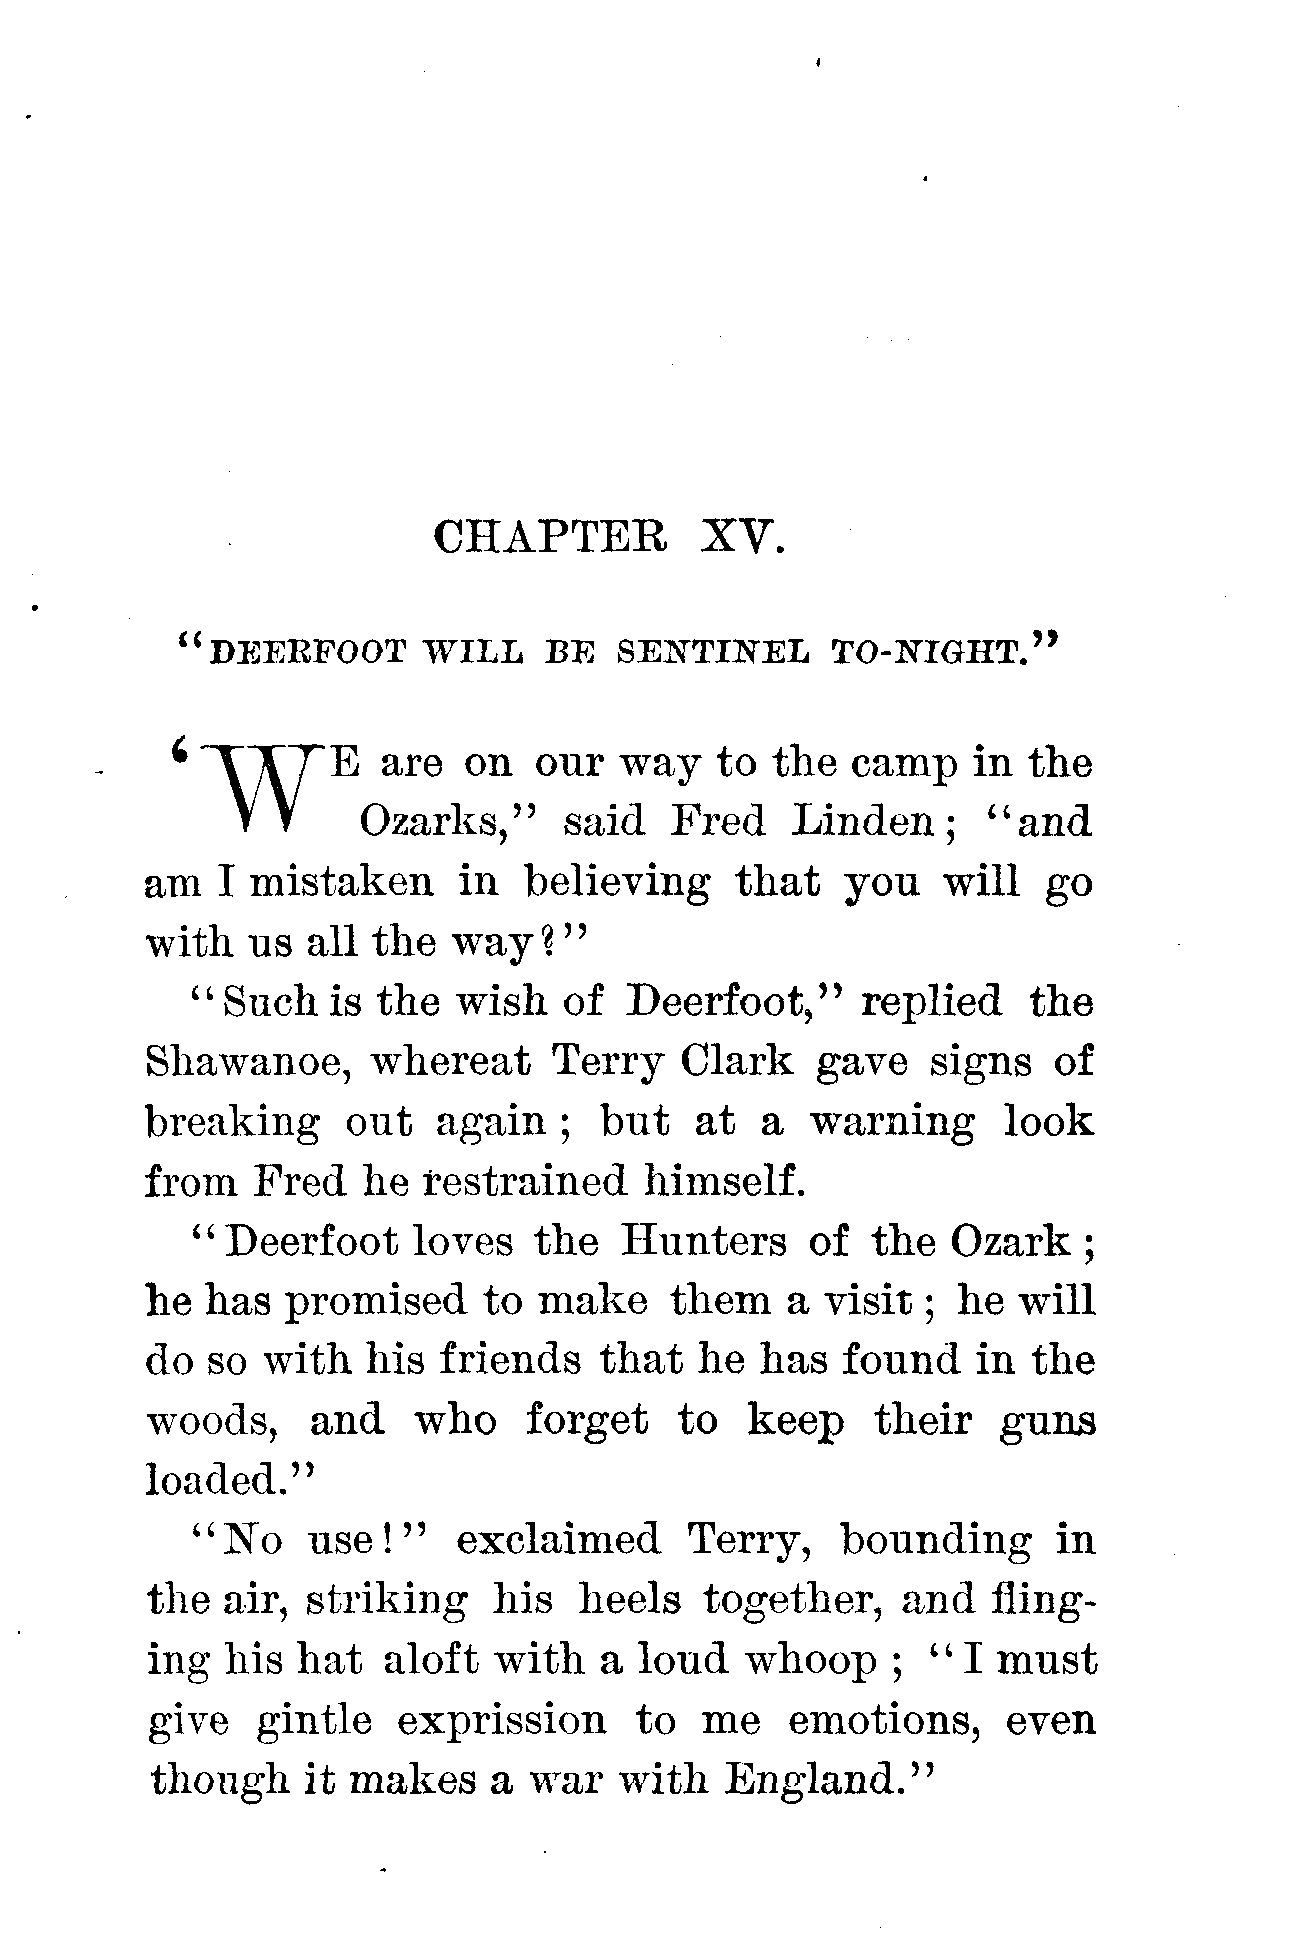 CHAPTER XV.
“DEERFOOT WILL BE SENTINEL TO-NIGHT.”
‘WE are on our way to the camp in the
Ozarks,” said Fred Linden; “and
am I mistaken in believing that you will go
with us all the way?”
“Such is the wish of Deerfoot,” replied the
Shawanoe, whereat Terry Clark gave signs of
breaking out again; but at a warning look
from Fred he restrained himself.
“Deerfoot loves the Hunters of the Ozark;
he has promised to make them a visit; he will
do so with his friends that he has found in the
woods, and who forget to keep their guns
loaded.”
“No use!” exclaimed Terry, bounding in
the air, striking his heels together, and fling-
ing his hat aloft with a loud whoop; “I must
give gintle exprission to me emotions, even
though it makes a war with England.”